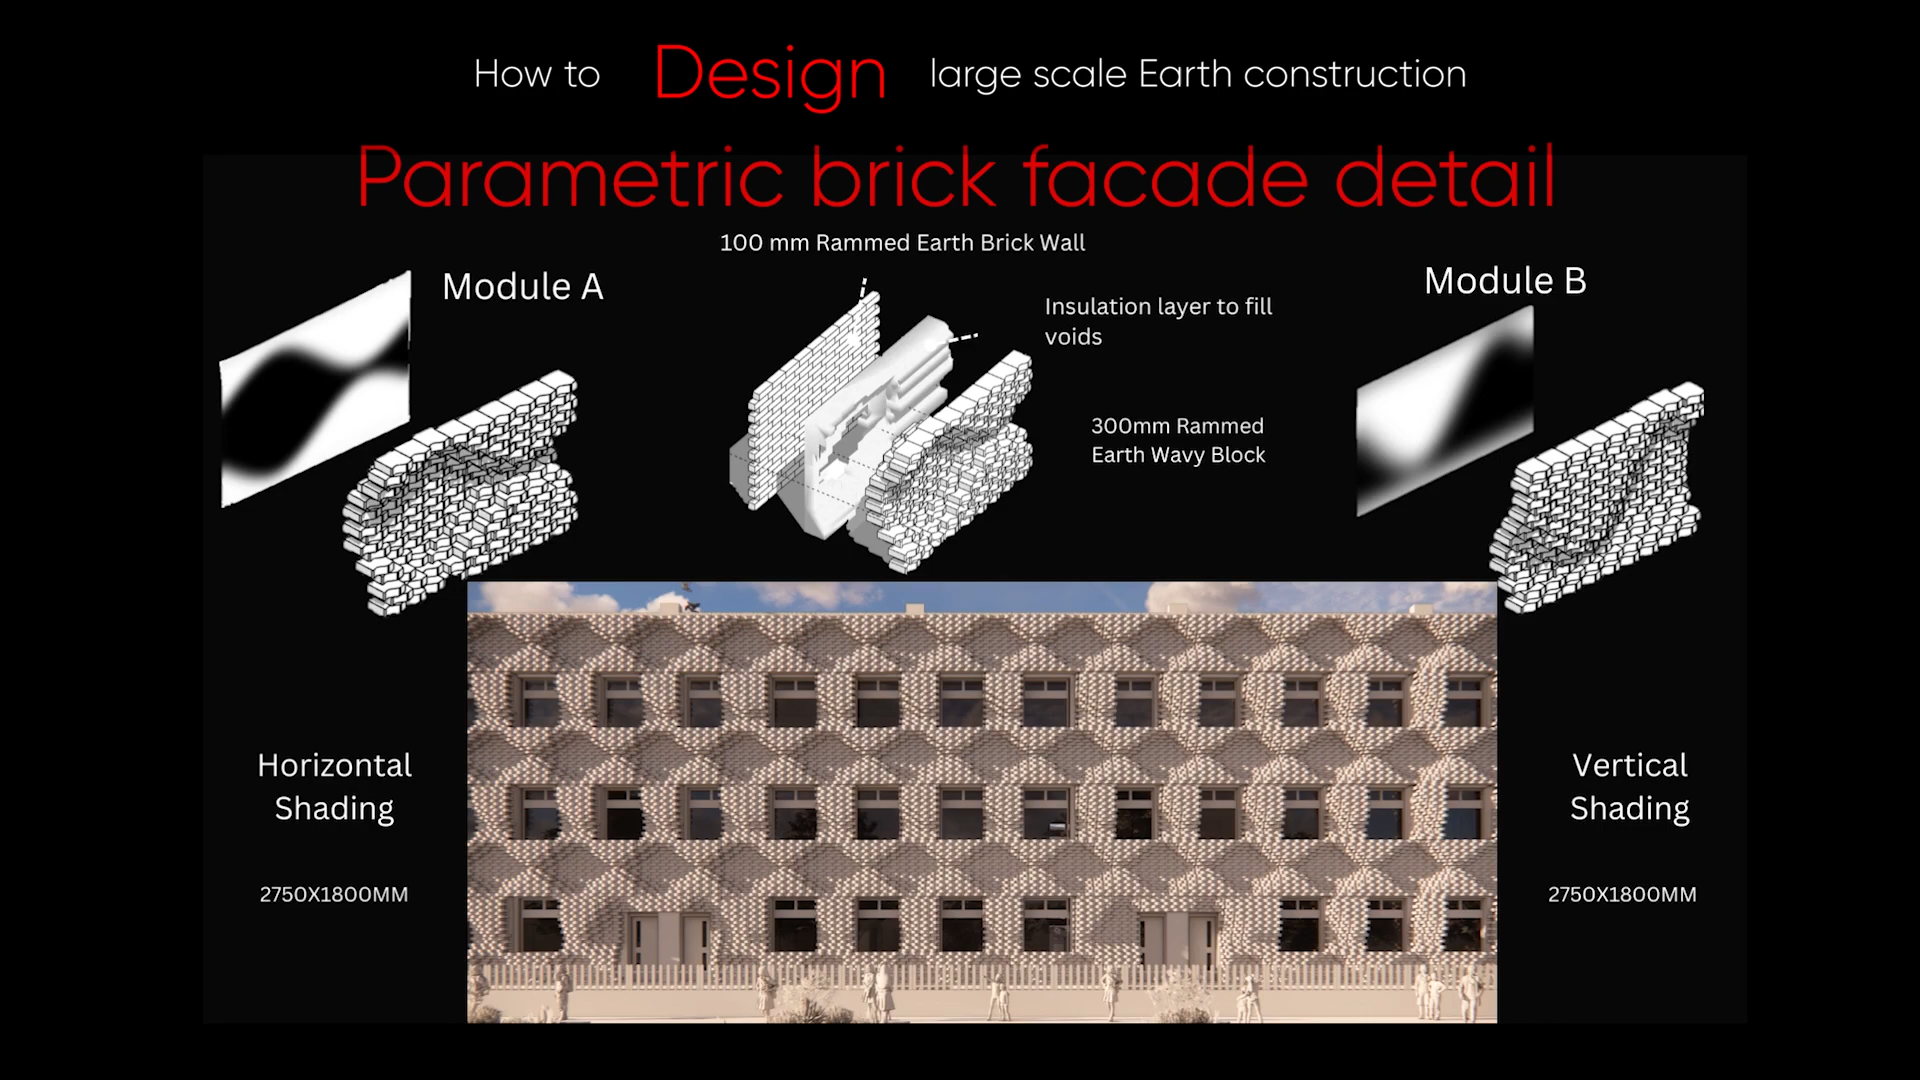 How to Design large scale Earth construction
Parametric brick facade detail
100 mm Rammed Earth Brick Wall
Module A
Module B
Insulation layer to fill
voids
300mm Rammed
Earth Wavy Block
Horizontal
Shading
2750X1800MM
Vertical
Shading
2750X1800MM